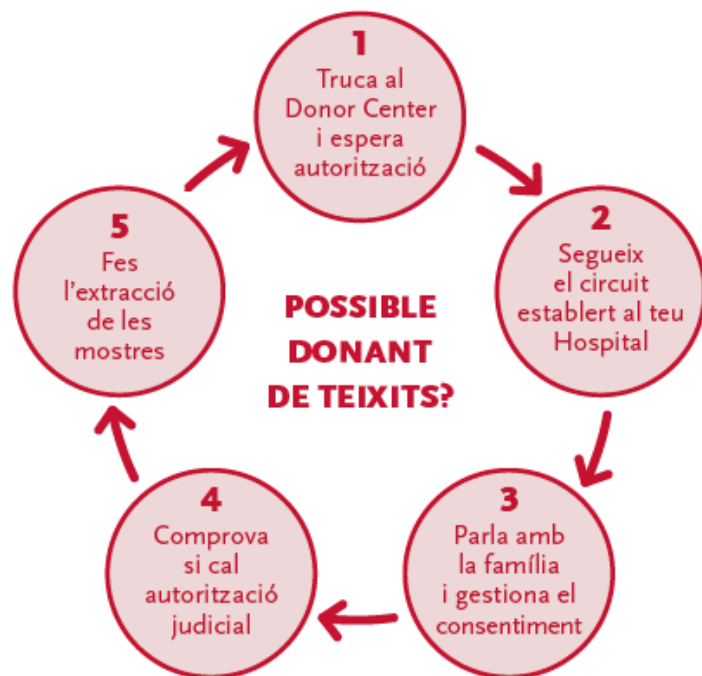 1
Truca al
Donor Center
i espera
autorització
2
Segueix
el circuit
establert al teu
Hospital
3
Parla amb
la família
i gestiona el
consentiment
4
Comprova
si cal
autorització
judicial
5
Fes
l'extracció
de les
mostres
POSSIBLE
DONANT
DE TEIXITS?